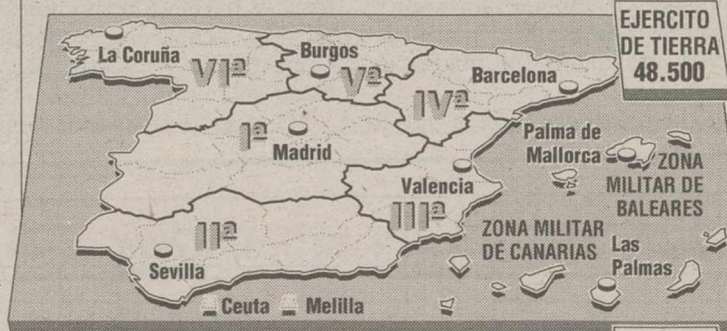 EJERCITO
DE TIERRA
48.500
La Coruña
VIª
Burgos
Vª
Barcelona
IVª
Iª
Madrid
Palma de
Mallorca
ZONA
MILITAR DE
BALEARES
Valencia
IIIª
IIª
Sevilla
ZONA MILITAR
DE CANARIAS
Las
Palmas
Ceuta
Melilla